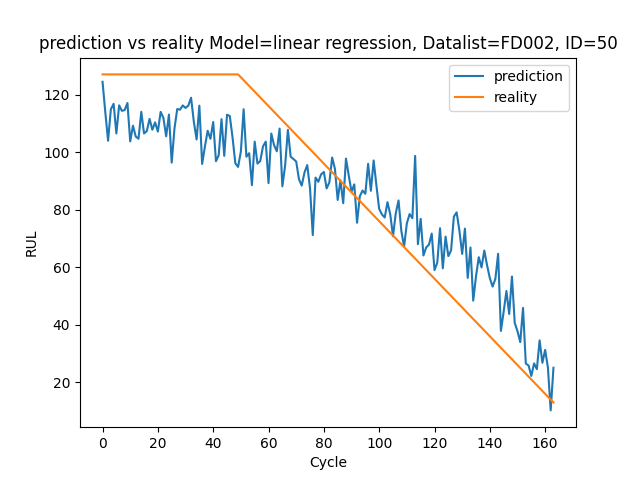 prediction vs reality Model=linear regression, Datalist=FD002, ID=50
prediction
reality
RUL
120
100
80
60
40
20
0 20 40 60 80 100 120 140 160
Cycle